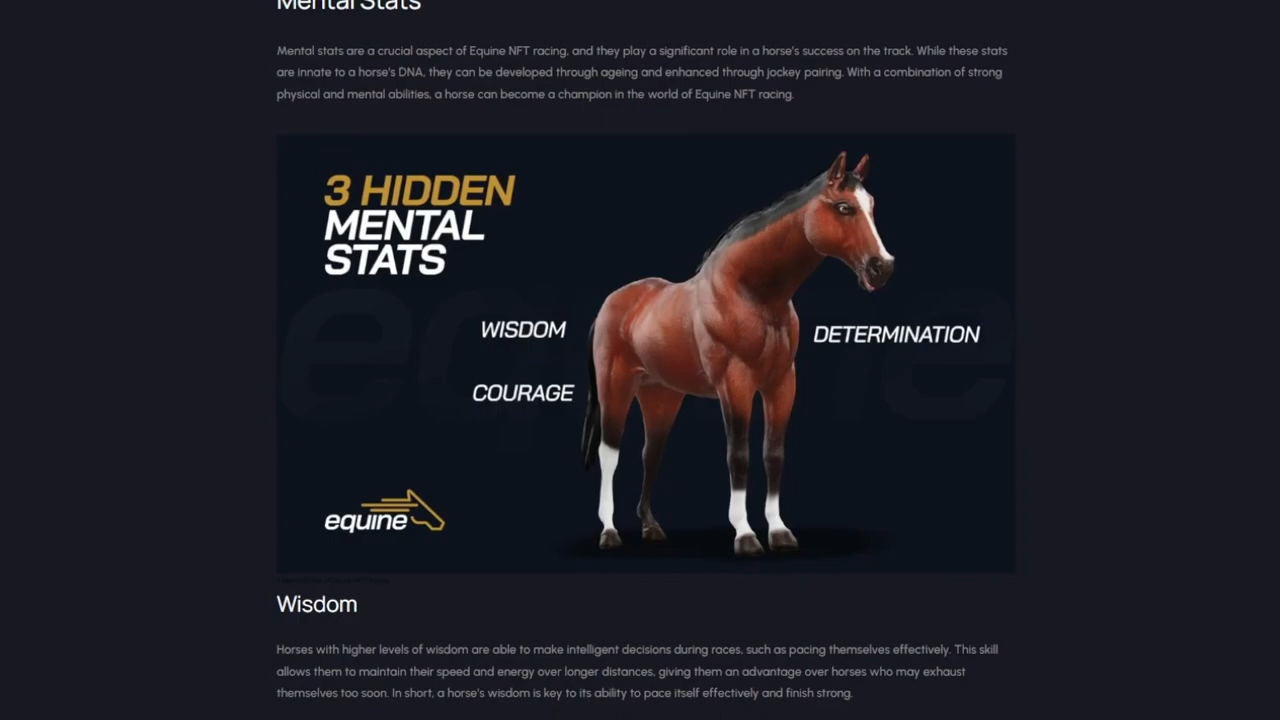 Mental Stats
Mental stats are a crucial aspect of Equine NFT racing, and they play a significant role in a horse's success on the track. While these stats
are innate to a horse's DNA, they can be developed through ageing and enhanced through jockey pairing. With a combination of strong
physical and mental abilities, a horse can become a champion in the world of Equine NFT racing.
3 HIDDEN
MENTAL
STATS
WISDOM
DETERMINATION
COURAGE
equine
equine
Wisdom
Horses with higher levels of wisdom are able to make intelligent decisions during races, such as pacing themselves effectively. This skill
allows them to maintain their speed and energy over longer distances, giving them an advantage over horses who may exhaust
themselves too soon. In short, a horse's wisdom is key to its ability to pace itself effectively and finish strong.